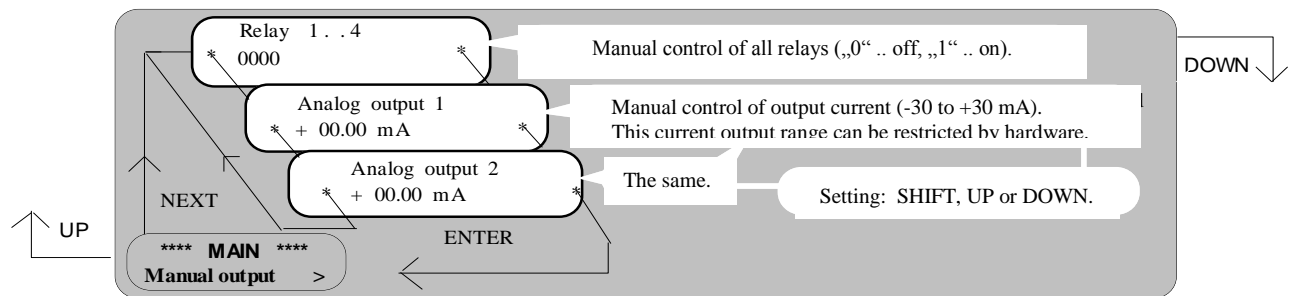 Relay 1 . . 4
* 0000 *
Manual control of all relays („0“ .. off, „1“ .. on).
DOWN
Analog output 1
* + 00.00 mA *
Manual control of output current (-30 to +30 mA).
This current output range can be restricted by hardware.
Analog output 2
* + 00.00 mA *
The same.
Setting: SHIFT, UP or DOWN.
NEXT
UP
ENTER
**** MAIN ****
Manual output >